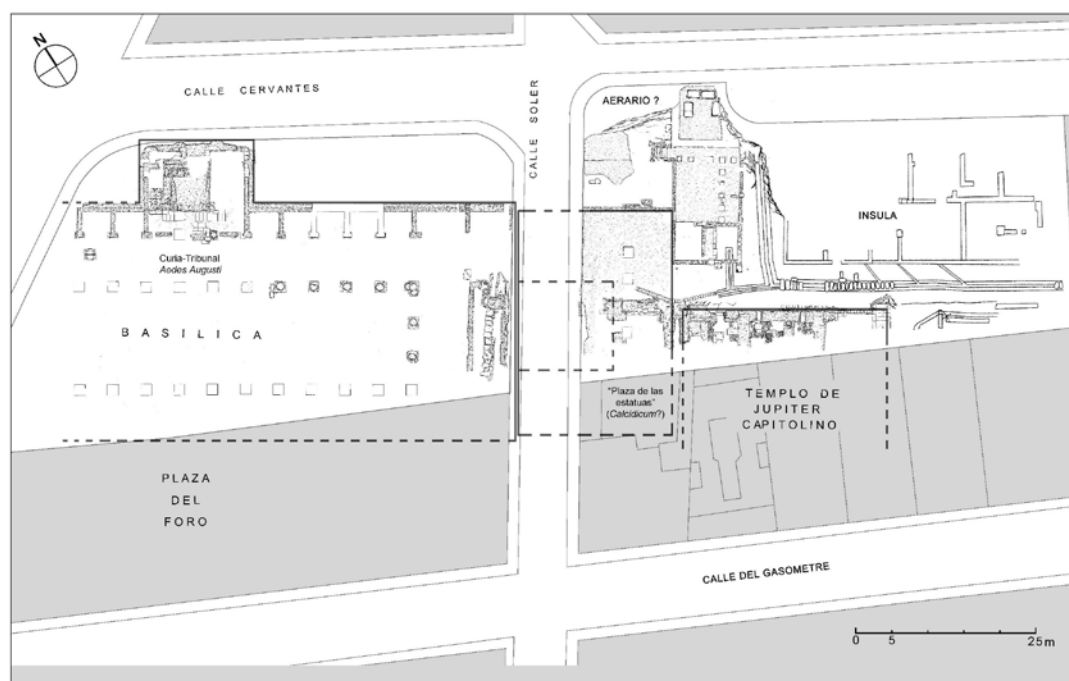 N
CALLE CERVANTES
CALLE SOLER
AERARIO ?
INSULA
Curia-Tribunal
Aedes Augusti
BASILICA
"Plaza de las
estatuas"
(Calcidicum?)
TEMPLO DE
JUPITER
CAPITOLINO
PLAZA
DEL
FORO
CALLE DEL GASOMETRE
0 5 25m